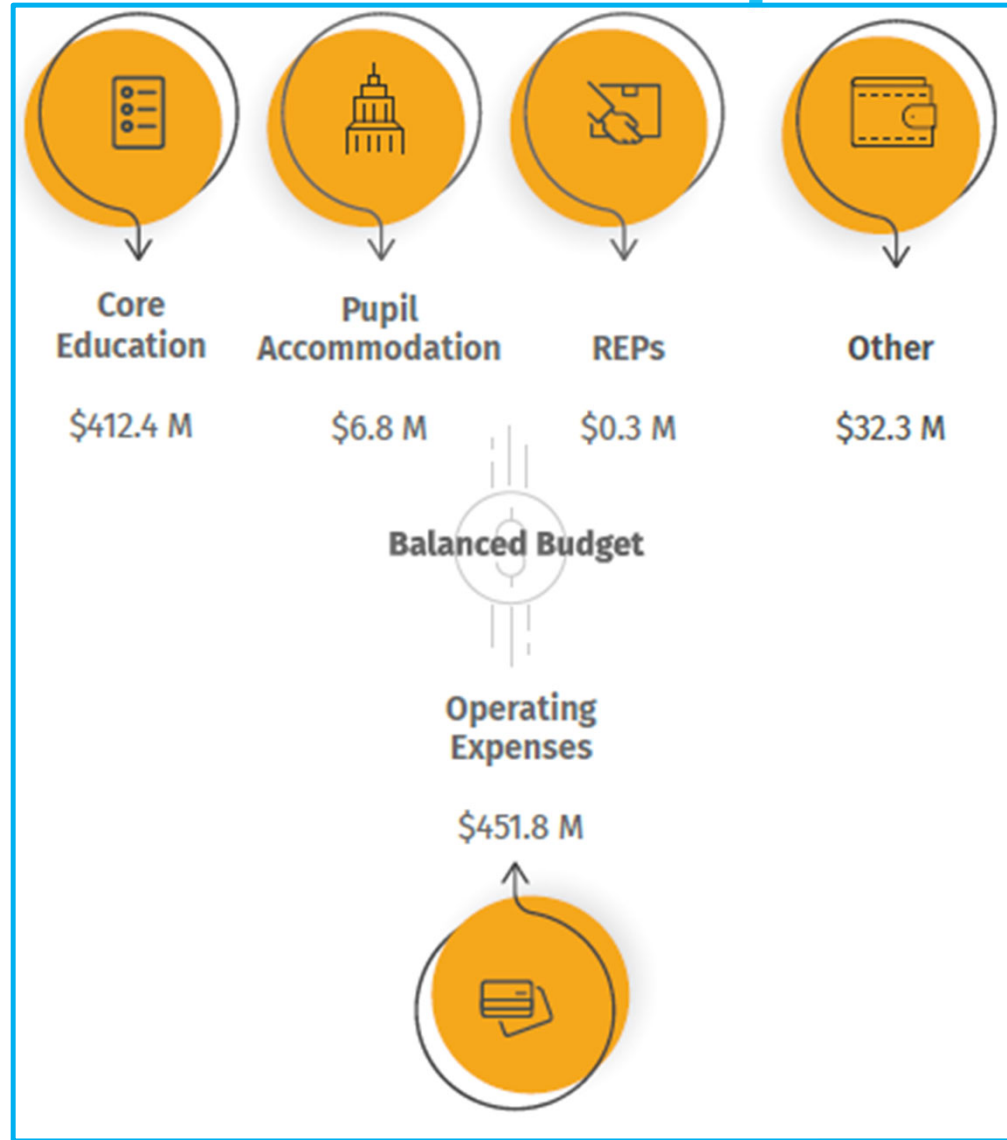 Core
Education
Pupil
Accommodation
REPs
Other
$412.4 M
$6.8 M
$0.3 M
$32.3 M
Balanced Budget
$
Operating
Expenses
$451.8 M